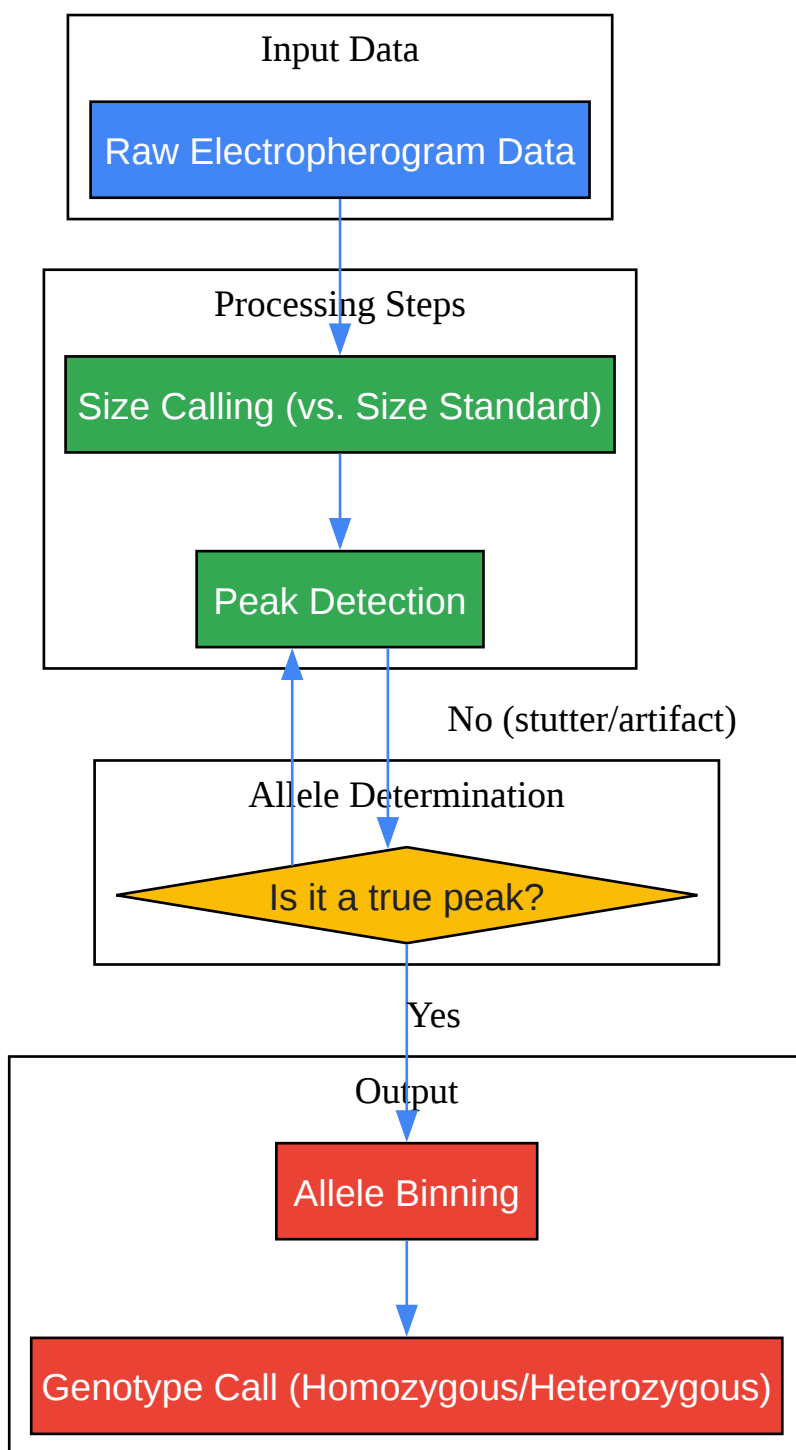 Input Data
Raw Electropherogram Data
Processing Steps
Size Calling (vs. Size Standard)
Peak Detection
No (stutter/artifact)
Allele Determination
Is it a true peak?
Yes
Output
Allele Binning
Genotype Call (Homozygous/Heterozygous)